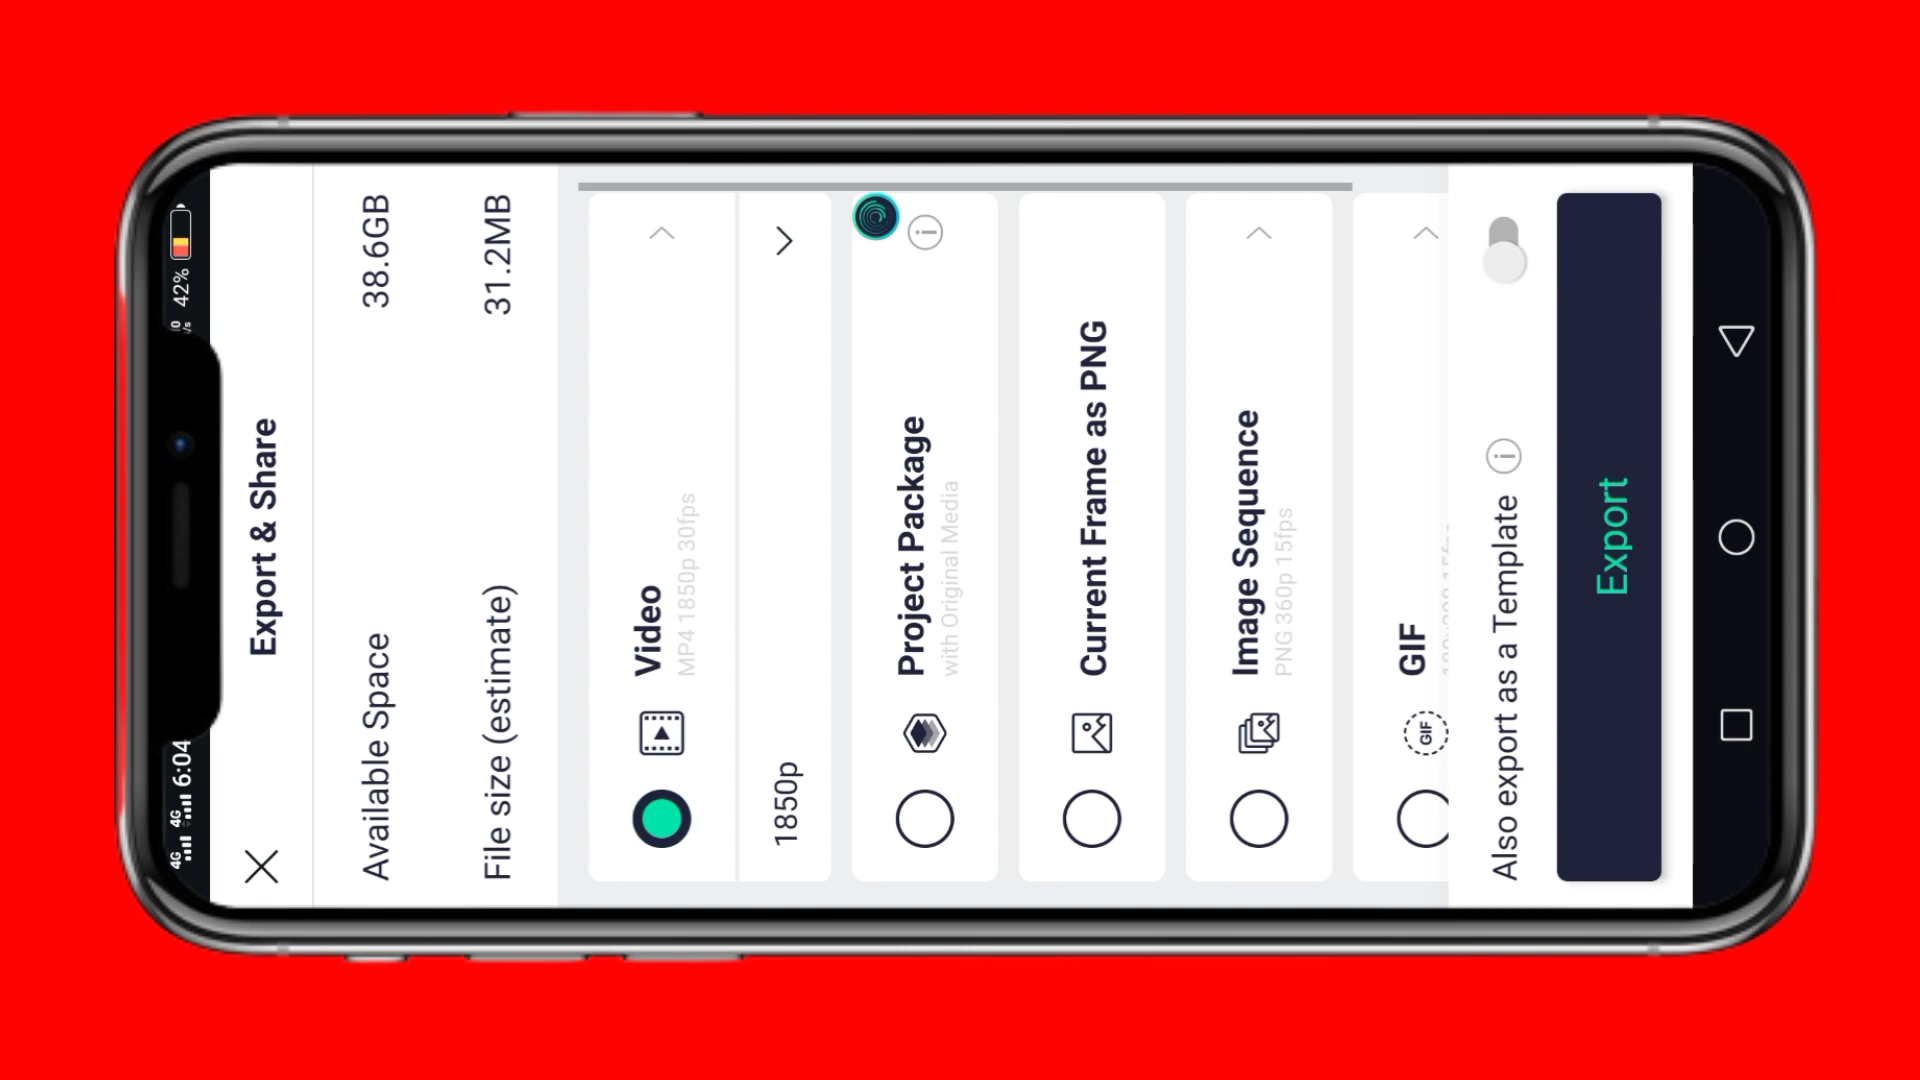 4G 4G 6:04
42%
Export & Share
Available Space 38.6GB
File size (estimate) 31.2MB
Video
MP4 1850p 30fps
1850p
Project Package
with Original Media
Current Frame as PNG
Image Sequence
PNG 360p 15fps
GIF
GIF
Also export as a Template
Export